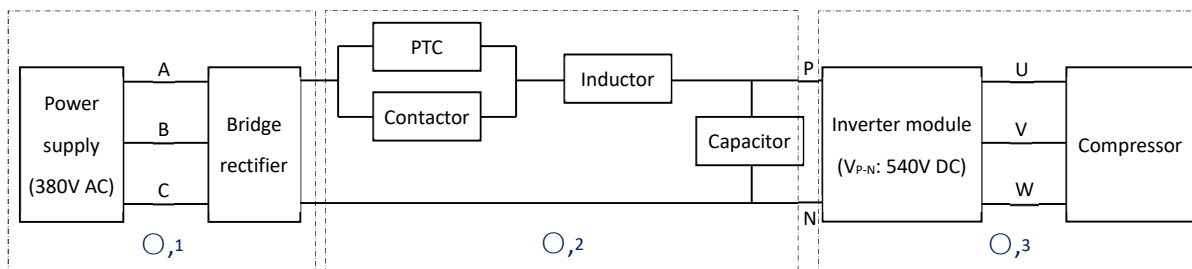 Power
supply
(380V AC)
A
B
C
Bridge
rectifier
PTC
Contactor
Inductor
Capacitor
P
N
Inverter module
(VP-N: 540V DC)
U
V
W
Compressor
○,1
○,2
○,3